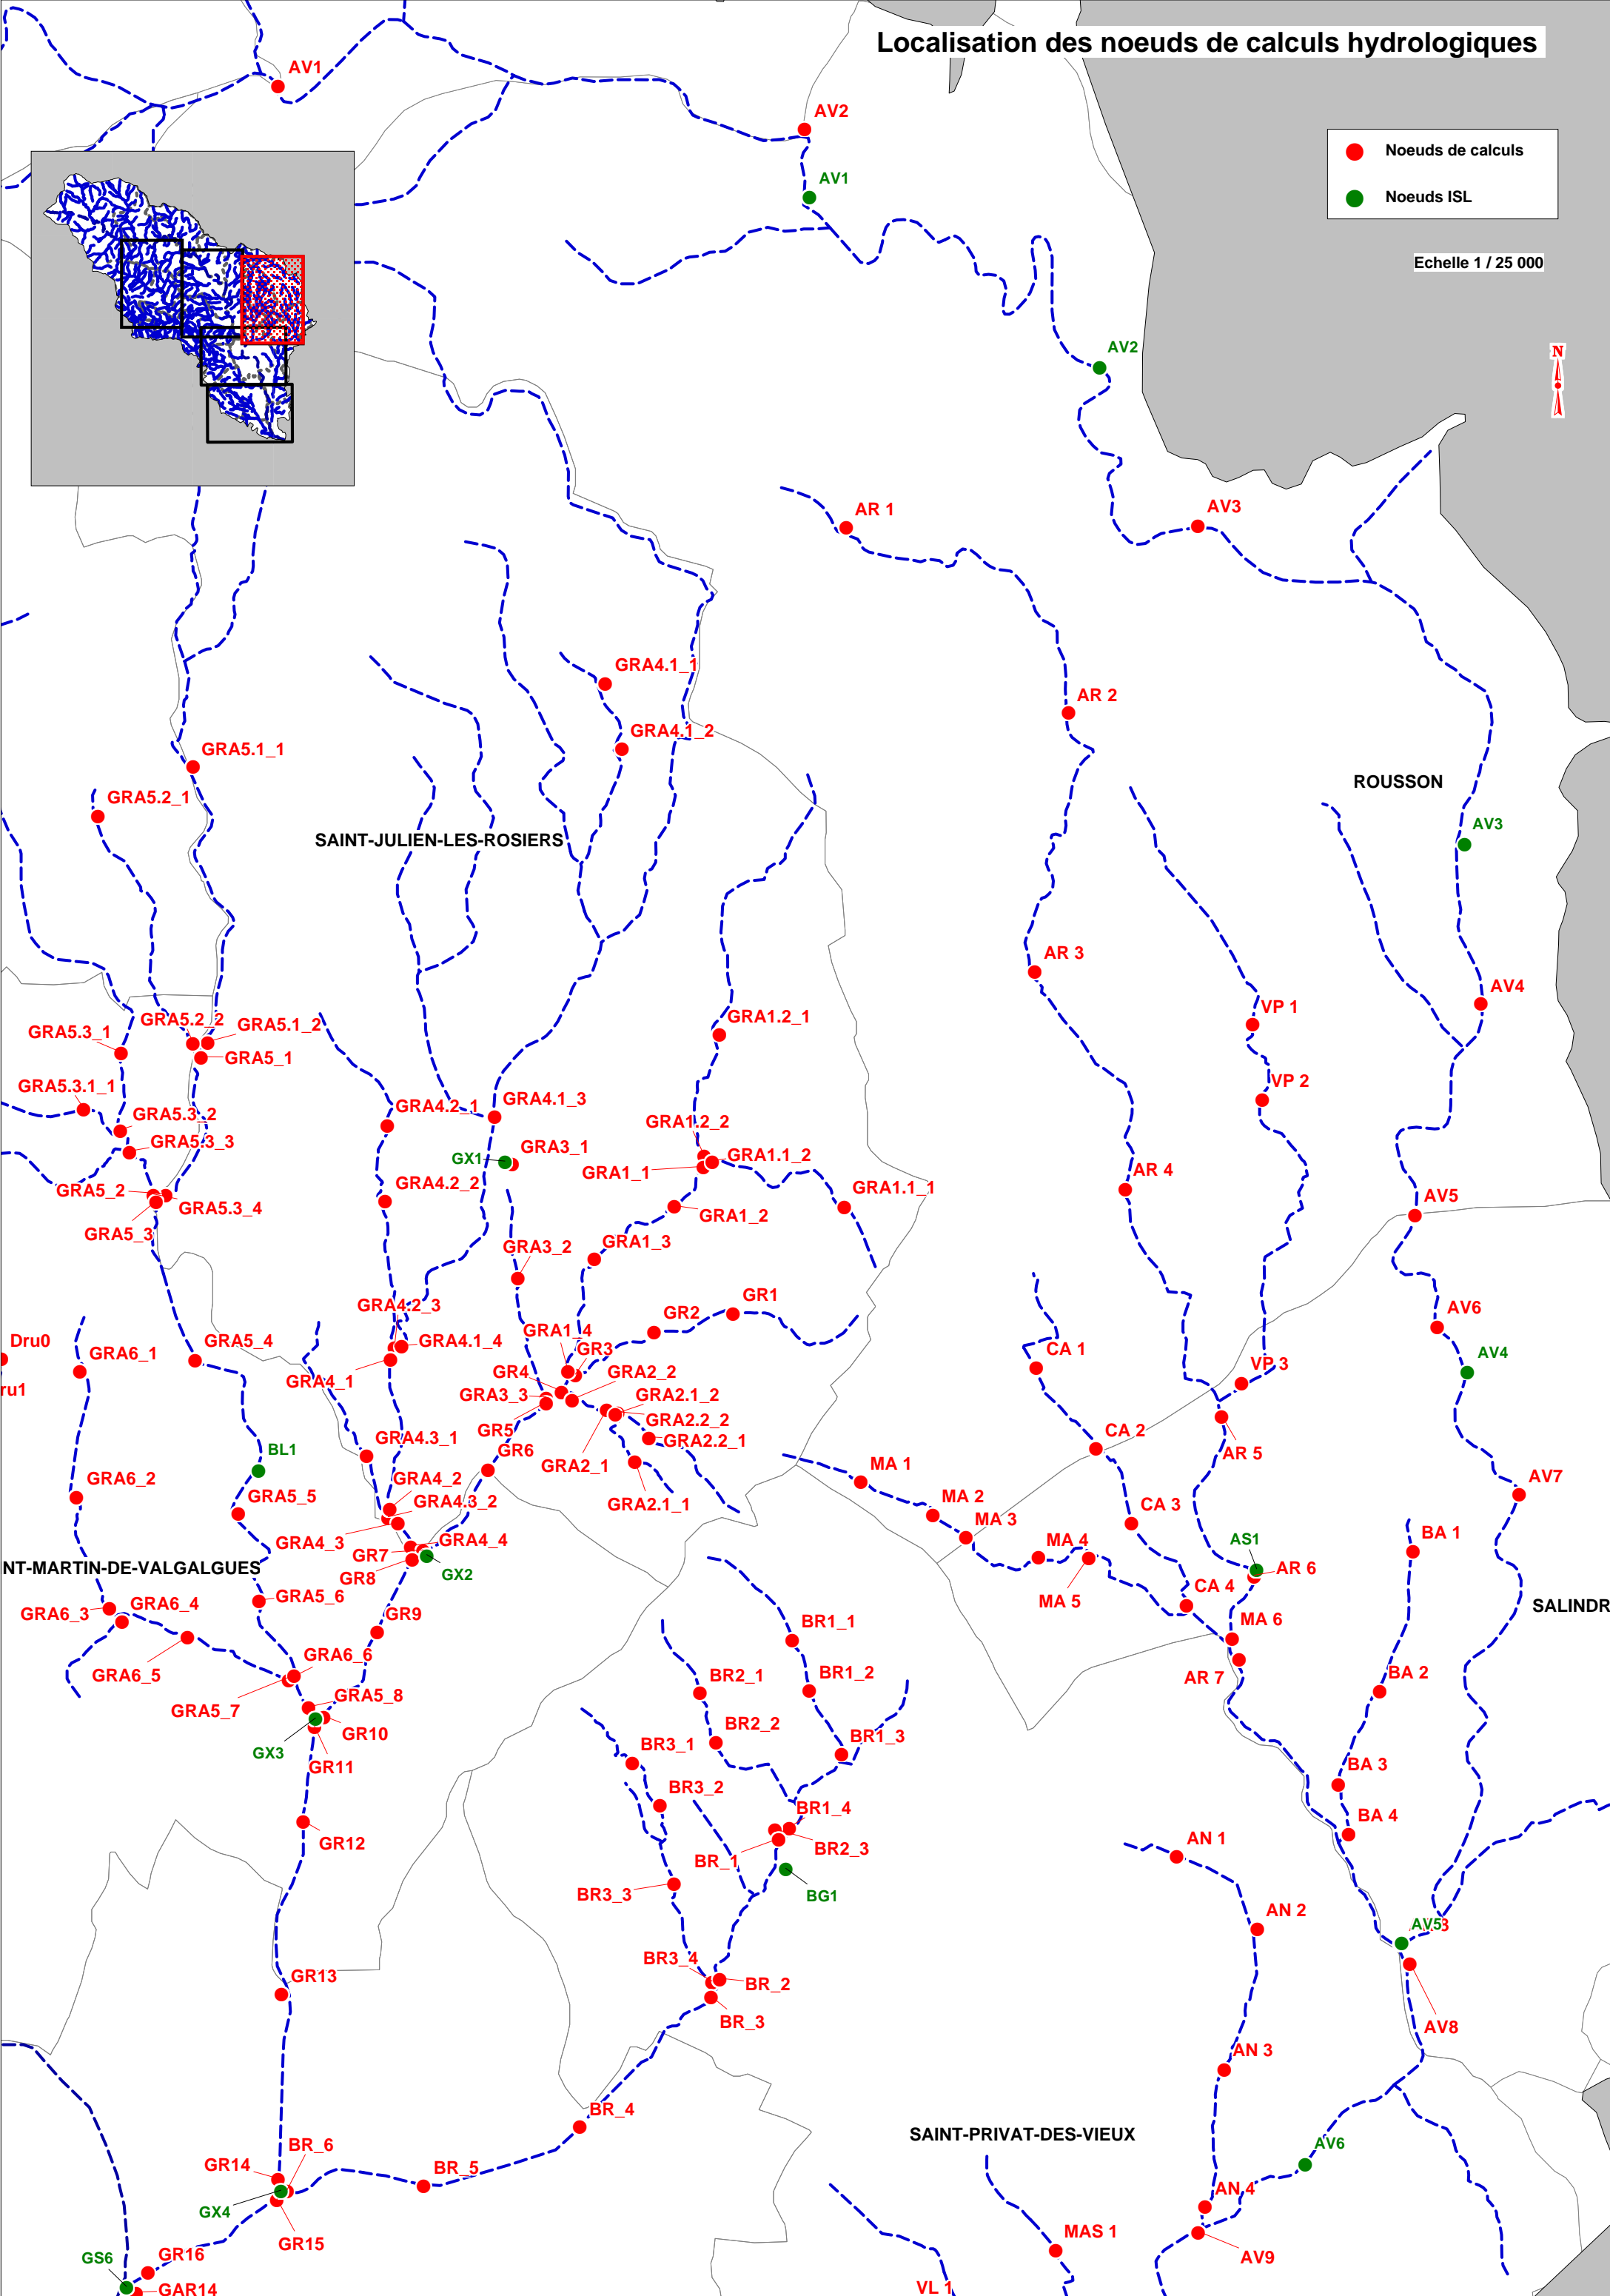 Localisation des noeuds de calculs hydrologiques
AV1
AV2
Noeuds de calculs
AV1
Noeuds ISL
Echelle 1 / 25 000
N
AV2
AR 1
AV3
GRA4.1_1
AR 2
GRA4.1_2
GRA5.1_1
ROUSSON
GRA5.2_1
AV3
SAINT-JULIEN-LES-ROSIERS
AR 3
AV4
VP 1
GRA1.2_1
GRA5.2_2
GRA5.1_2
GRA5.3_1
GRA5_1
GRA5.3.1_1
VP 2
GRA4.2_1
GRA4.1_3
GRA5.3_2
GRA1.2_2
GRA5.3_3
GRA3_1
GX1
GRA1.1_2
GRA1_1
AR 4
GRA5_2
GRA4.2_2
GRA1.1_1
AV5
GRA5.3_4
GRA1_2
GRA5_3
GRA1_3
GRA3_2
GR1
GRA4.2_3
GR2
AV6
GRA1_4
Dru0
GRA5_4
GRA4.1_4
GR3
CA 1
GRA6_1
VP 3
AV4
GR4
GRA2_2
GRA4_1
ru1
GRA3_3
GRA2.1_2
GRA2.2_2
GR5
CA 2
GRA4.3_1
GRA2.2_1
BL1
GR6
AR 5
GRA2_1
MA 1
GRA6_2
GRA4_2
AV7
GRA5_5
GRA4.3_2
GRA2.1_1
MA 2
CA 3
MA 3
BA 1
GRA4_3
GRA4_4
AS1
GR7
MA 4
NT-MARTIN-DE-VALGALGUES
AR 6
GX2
GR8
CA 4
GRA5_6
MA 5
GRA6_4
SALINDR
GRA6_3
GR9
BR1_1
MA 6
GRA6_6
GRA6_5
BR2_1
BR1_2
BA 2
AR 7
GRA5_8
GRA5_7
GR10
BR2_2
BR1_3
GX3
BR3_1
GR11
BA 3
BR3_2
BR1_4
BA 4
GR12
AN 1
BR2_3
BR_1
BR3_3
BG1
AN 2
AV5
3
BR3_4
GR13
BR_2
BR_3
AV8
AN 3
BR_4
SAINT-PRIVAT-DES-VIEUX
BR_6
AV6
GR14
BR_5
AN 4
GX4
MAS 1
GR15
GR16
AV9
GS6
GAR14
VL 1